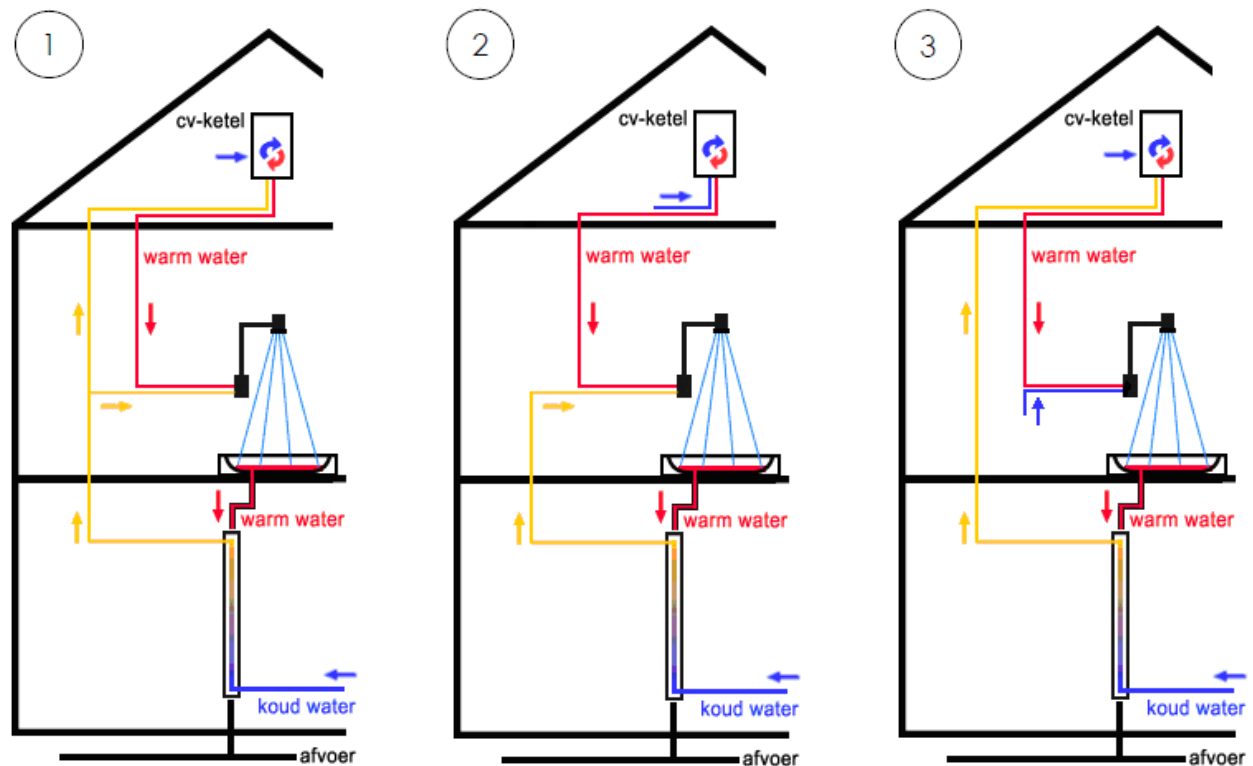 1
2
3
cv-ketel
cv-ketel
cv-ketel
warm water
warm water
warm water
warm water
warm water
warm water
koud water
koud water
koud water
afvoer
afvoer
afvoer